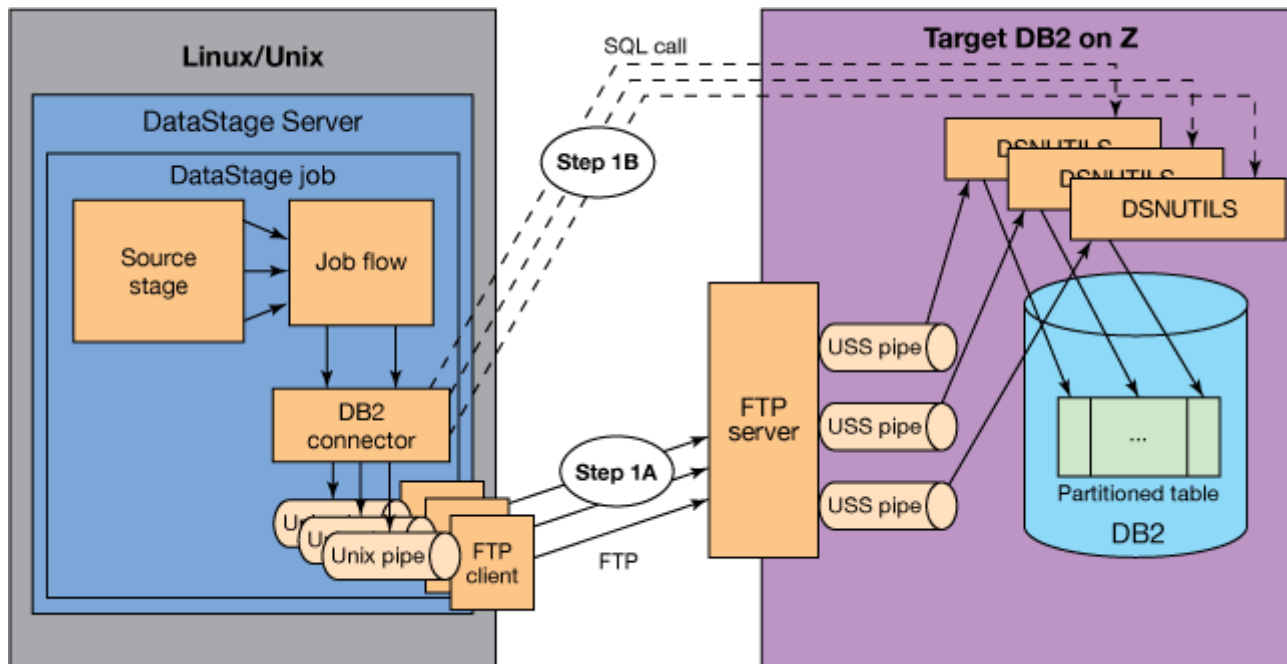 Linux/Unix
DataStage Server
DataStage job
Source
stage
Job flow
DB2
connector
Unix pipe
FTP
client
SQL call
Step 1B
Step 1A
FTP
Target DB2 on Z
DSNUTILS
DSNUTILS
DSNUTILS
FTP
server
USS pipe
USS pipe
USS pipe
...
Partitioned table
DB2